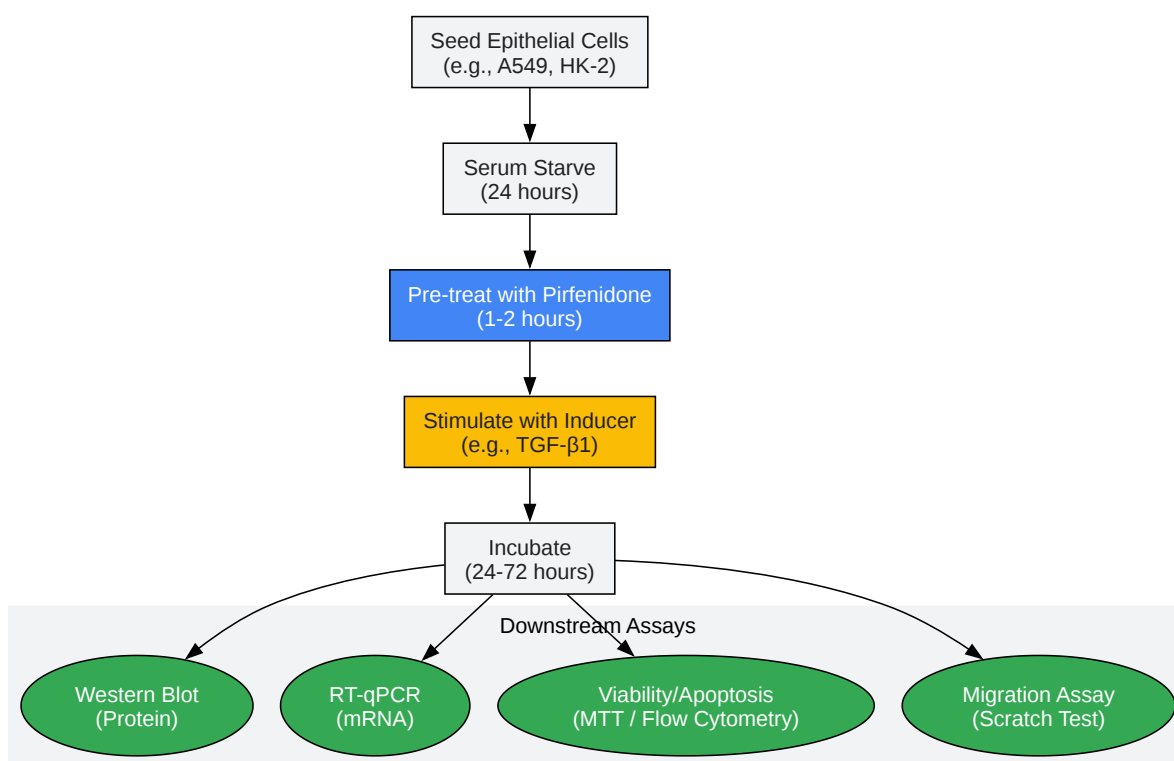 Seed Epithelial Cells
(e.g., A549, HK-2)
Serum Starve
(24 hours)
Pre-treat with Pirfenidone
(1-2 hours)
Stimulate with Inducer
(e.g., TGF-β1)
Incubate
(24-72 hours)
Downstream Assays
Western Blot
(Protein)
RT-qPCR
(mRNA)
Viability/Apoptosis
(MTT / Flow Cytometry)
Migration Assay
(Scratch Test)